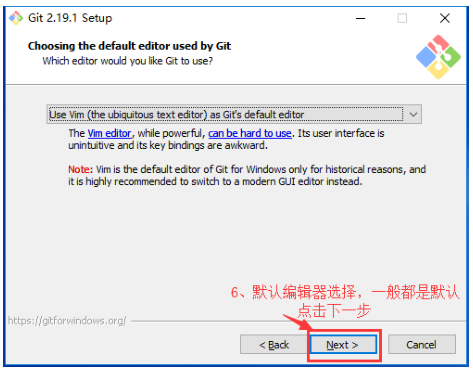 Git 2.19.1 Setup
Choosing the default editor used by Git
Which editor would you like Git to use?
Use Vim (the ubiquitous text editor) as Git's default editor
The Vim editor, while powerful, can be hard to use. Its user interface is
unintuitive and its key bindings are awkward.
Note: Vim is the default editor of Git for Windows only for historical reasons, and
it is highly recommended to switch to a modern GUI editor instead.
6、默认编辑器选择，一般都是默认
点击下一步
https://gitforwindows.org/
< Back
Next >
Cancel